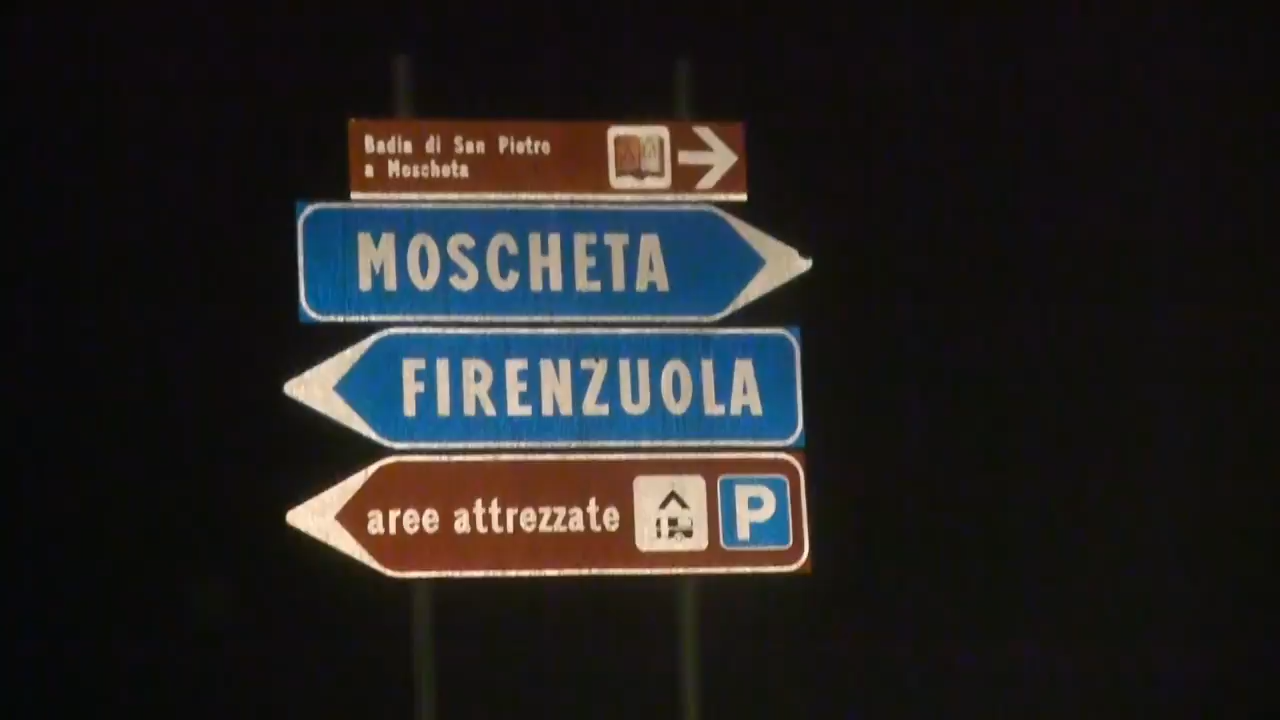 Badia di San Pietro
a Moscheta
MOSCHETA
FIRENZUOLA
aree attrezzate P